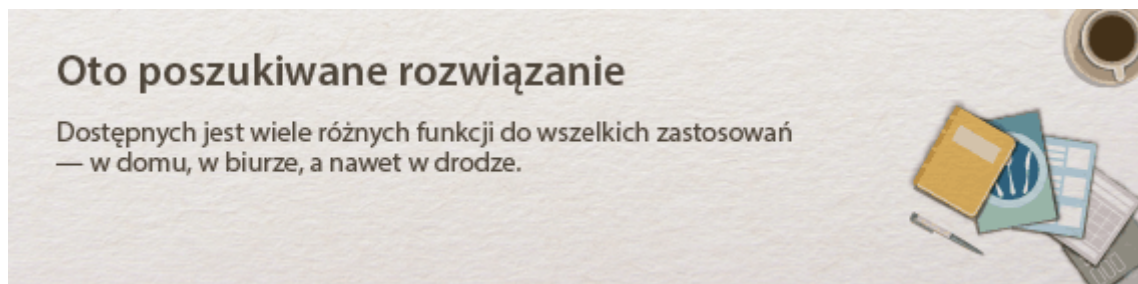 Oto poszukiwane rozwiązanie
Dostępnych jest wiele różnych funkcji do wszelkich zastosowań
— w domu, w biurze, a nawet w drodze.